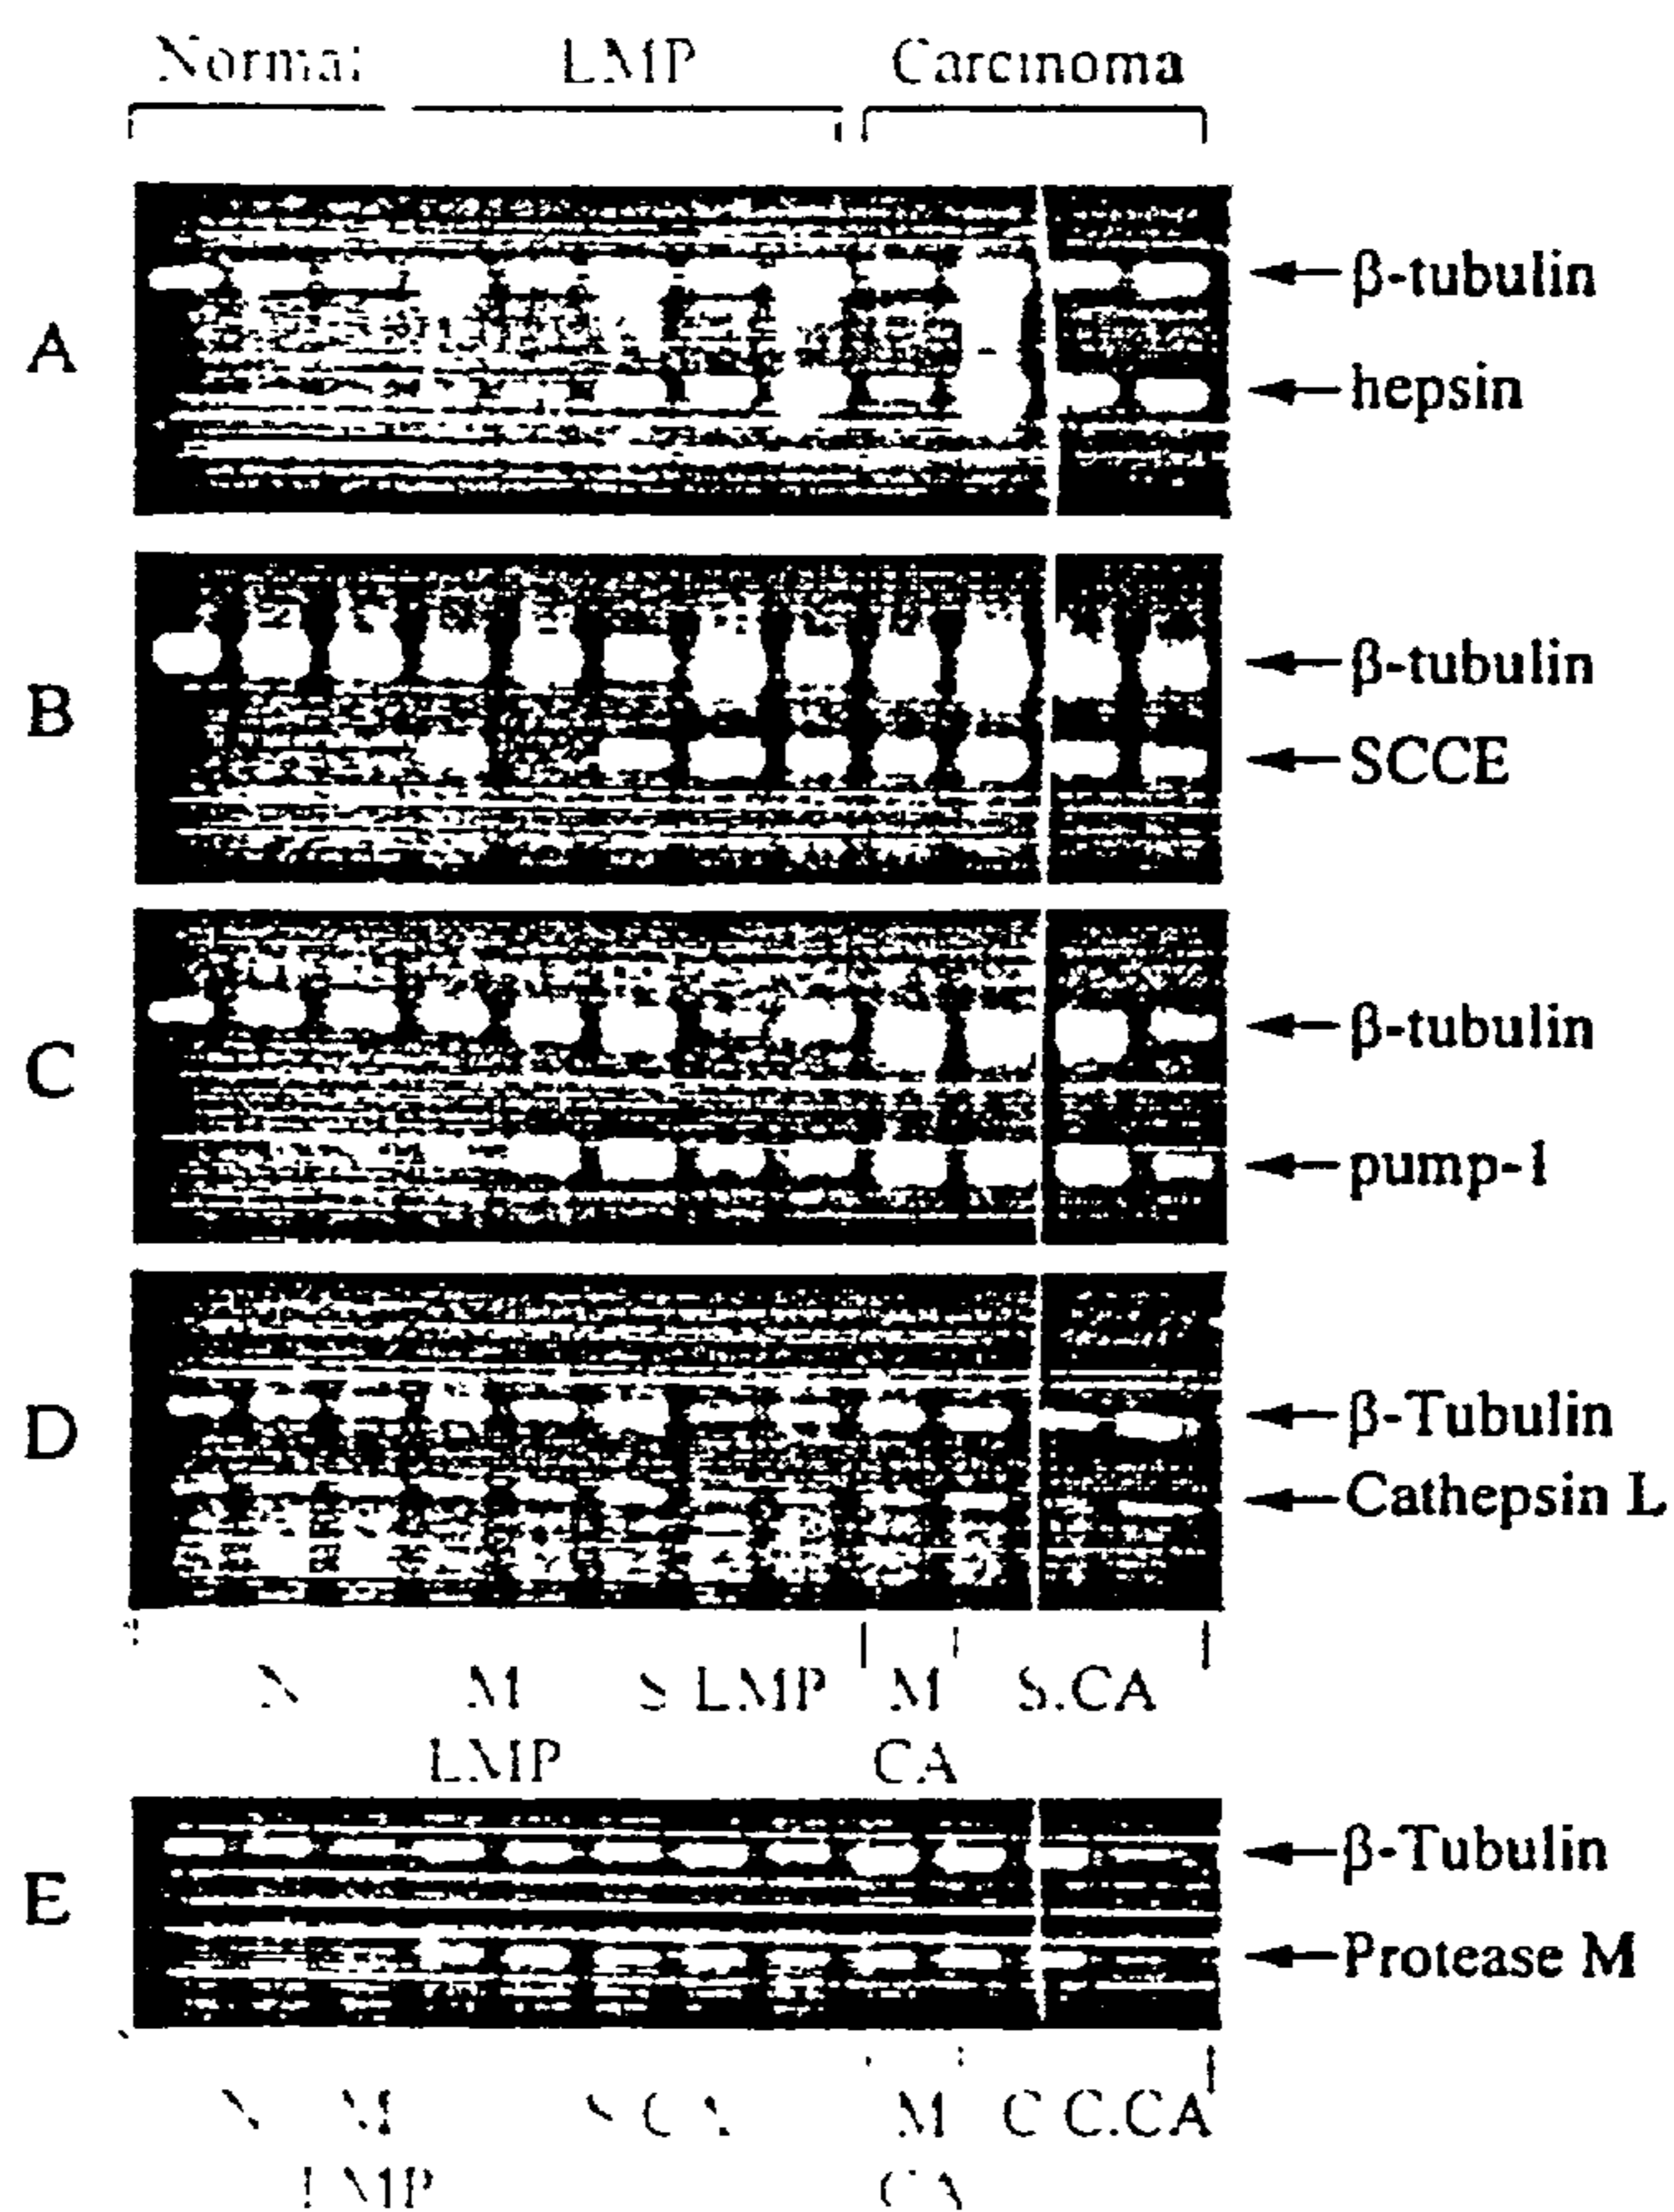 Normal LMP Carcinoma
A
β-tubulin
hepsin
B
β-tubulin
SCCE
C
β-tubulin
pump-1
D
β-Tubulin
Cathepsin L
N M S LMP M S.CA
LMP CA
E
β-Tubulin
Protease M
M C C.CA
LMP CA